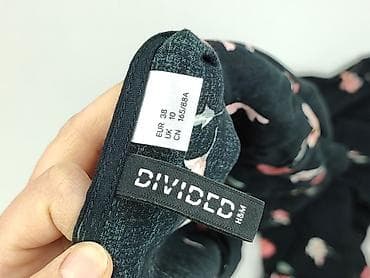 EUR 38
UK 10
CN 165/88A
DIVIDED
H&M